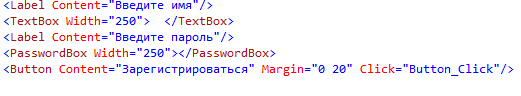 <Label Content="Введите имя"/>
<TextBox Width="250">  </TextBox>
<Label Content="Введите пароль"/>
<PasswordBox Width="250"></PasswordBox>
<Button Content="Зарегистрироваться" Margin="0 20" Click="Button_Click"/>